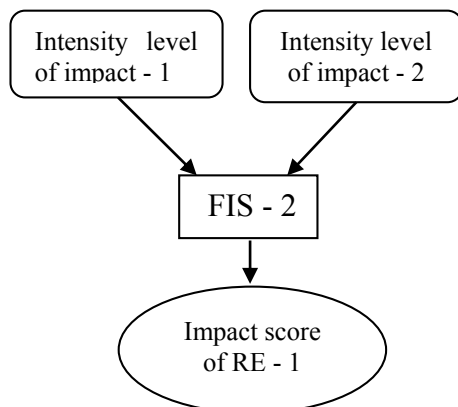 Intensity level
of impact - 1
Intensity level
of impact - 2
FIS - 2
Impact score
of RE - 1